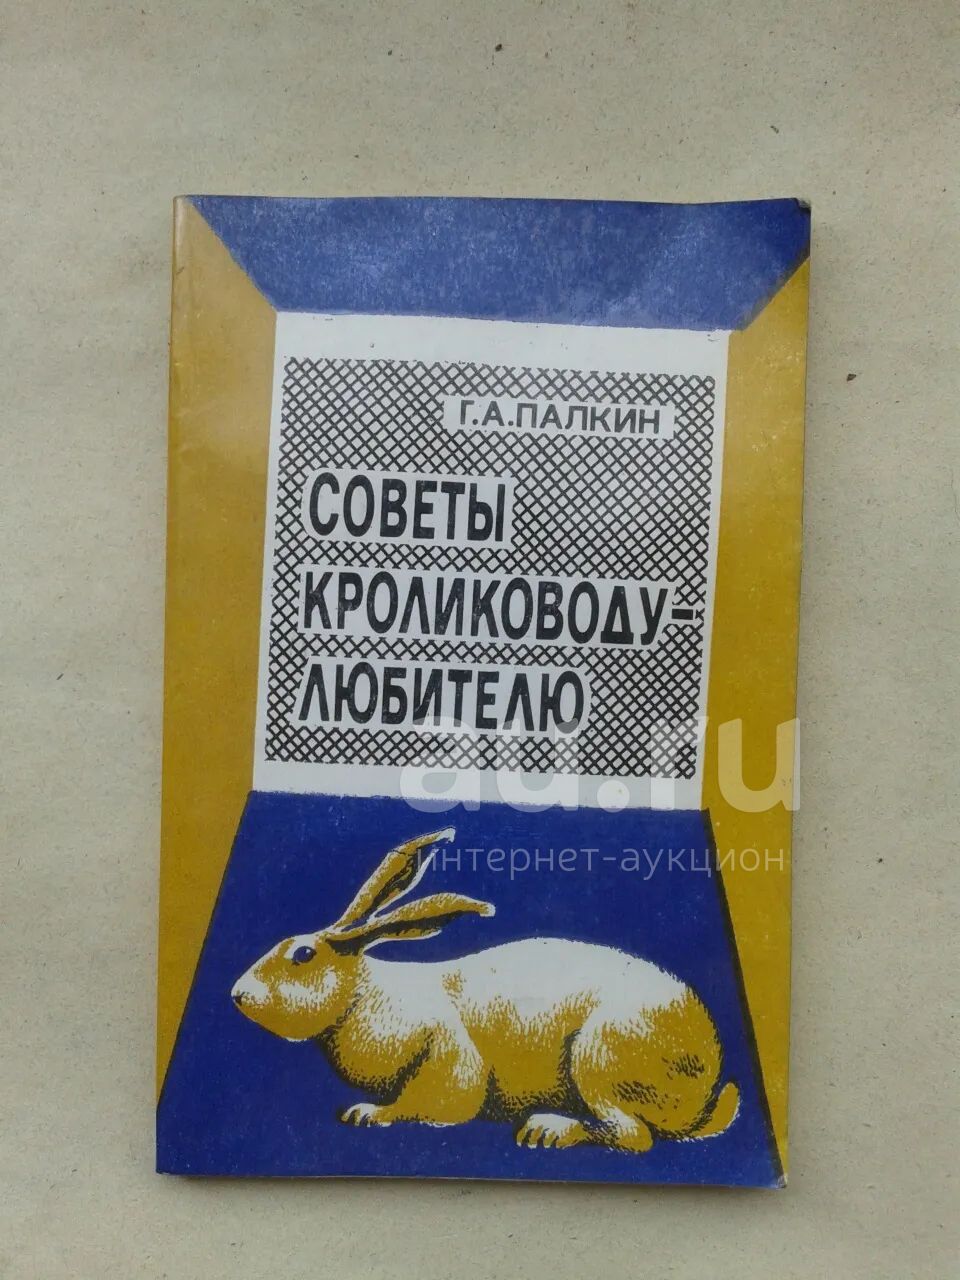 Г.А.ПАЛКИН
СОВЕТЫ
КРОЛИКОВОДУ-
ЛЮБИТЕЛЮ
au.ru
интернет-аукцион